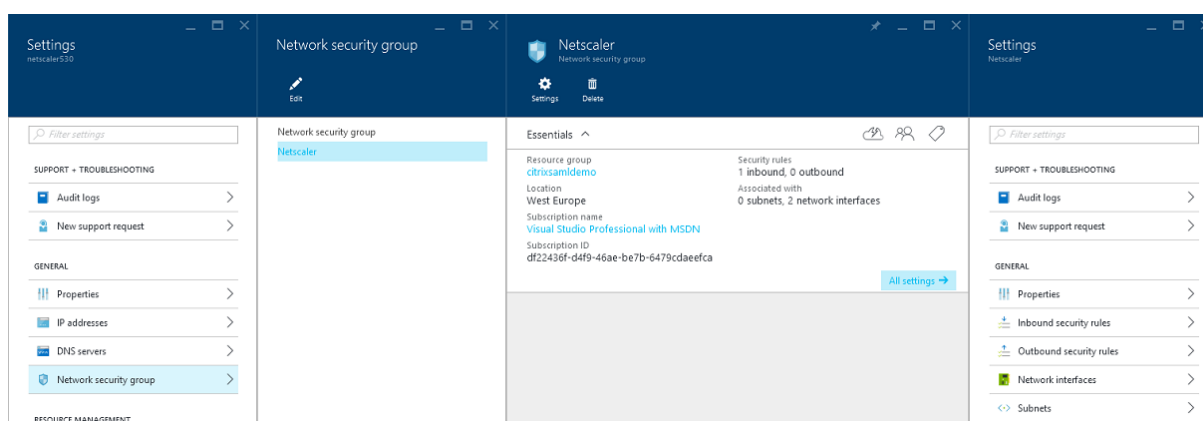 Settings
netscaler530
Filter settings
SUPPORT + TROUBLESHOOTING
Audit logs
New support request
GENERAL
Properties
IP addresses
DNS servers
Network security group
RESOURCE MANAGEMENT
Network security group
Edit
Network security group
Netscaler
Netscaler
Network security group
Settings
Delete
Essentials
Resource group
citrixsamldemo
Location
West Europe
Subscription name
Visual Studio Professional with MSDN
Subscription ID
df22436f-d4f9-46ae-be7b-6479cdaeefca
Security rules
1 inbound, 0 outbound
Associated with
0 subnets, 2 network interfaces
All settings
Settings
Netscaler
Filter settings
SUPPORT + TROUBLESHOOTING
Audit logs
New support request
GENERAL
Properties
Inbound security rules
Outbound security rules
Network interfaces
Subnets